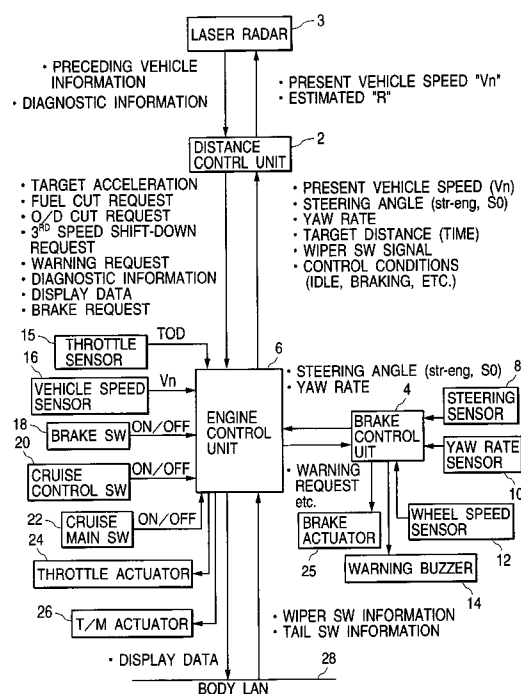 3
LASER RADAR
• PRECEDING VEHICLE
INFORMATION
• DIAGNOSTIC INFORMATION
• PRESENT VEHICLE SPEED "Vn"
• ESTIMATED "R"
2
DISTANCE
CONTRL UNIT
• TARGET ACCELERATION
• FUEL CUT REQUEST
• O/D CUT REQUEST
• 3RD SPEED SHIFT-DOWN
REQUEST
• WARNING REQUEST
• DIAGNOSTIC INFORMATION
• DISPLAY DATA
• BRAKE REQUEST
• PRESENT VEHICLE SPEED (Vn)
• STEERING ANGLE (str-eng, S0)
• YAW RATE
• TARGET DISTANCE (TIME)
• WIPER SW SIGNAL
• CONTROL CONDITIONS
(IDLE, BRAKING, ETC.)
15
THROTTLE
SENSOR
TOD
16
VEHICLE SPEED
SENSOR
Vn
18
BRAKE SW
ON/OFF
20
CRUISE
CONTROL SW
ON/OFF
22
CRUISE
MAIN SW
ON/OFF
24
THROTTLE ACTUATOR
26
T/M ACTUATOR
6
ENGINE
CONTROL
UNIT
• STEERING ANGLE (str-eng, S0)
• YAW RATE
4
BRAKE
CONTROL
UIT
8
STEERING
SENSOR
YAW RATE
SENSOR
10
WHEEL SPEED
SENSOR
12
• WARNING
REQUEST
etc.
BRAKE
ACTUATOR
25
WARNING BUZZER
14
• WIPER SW INFORMATION
• TAIL SW INFORMATION
• DISPLAY DATA
28
BODY LAN